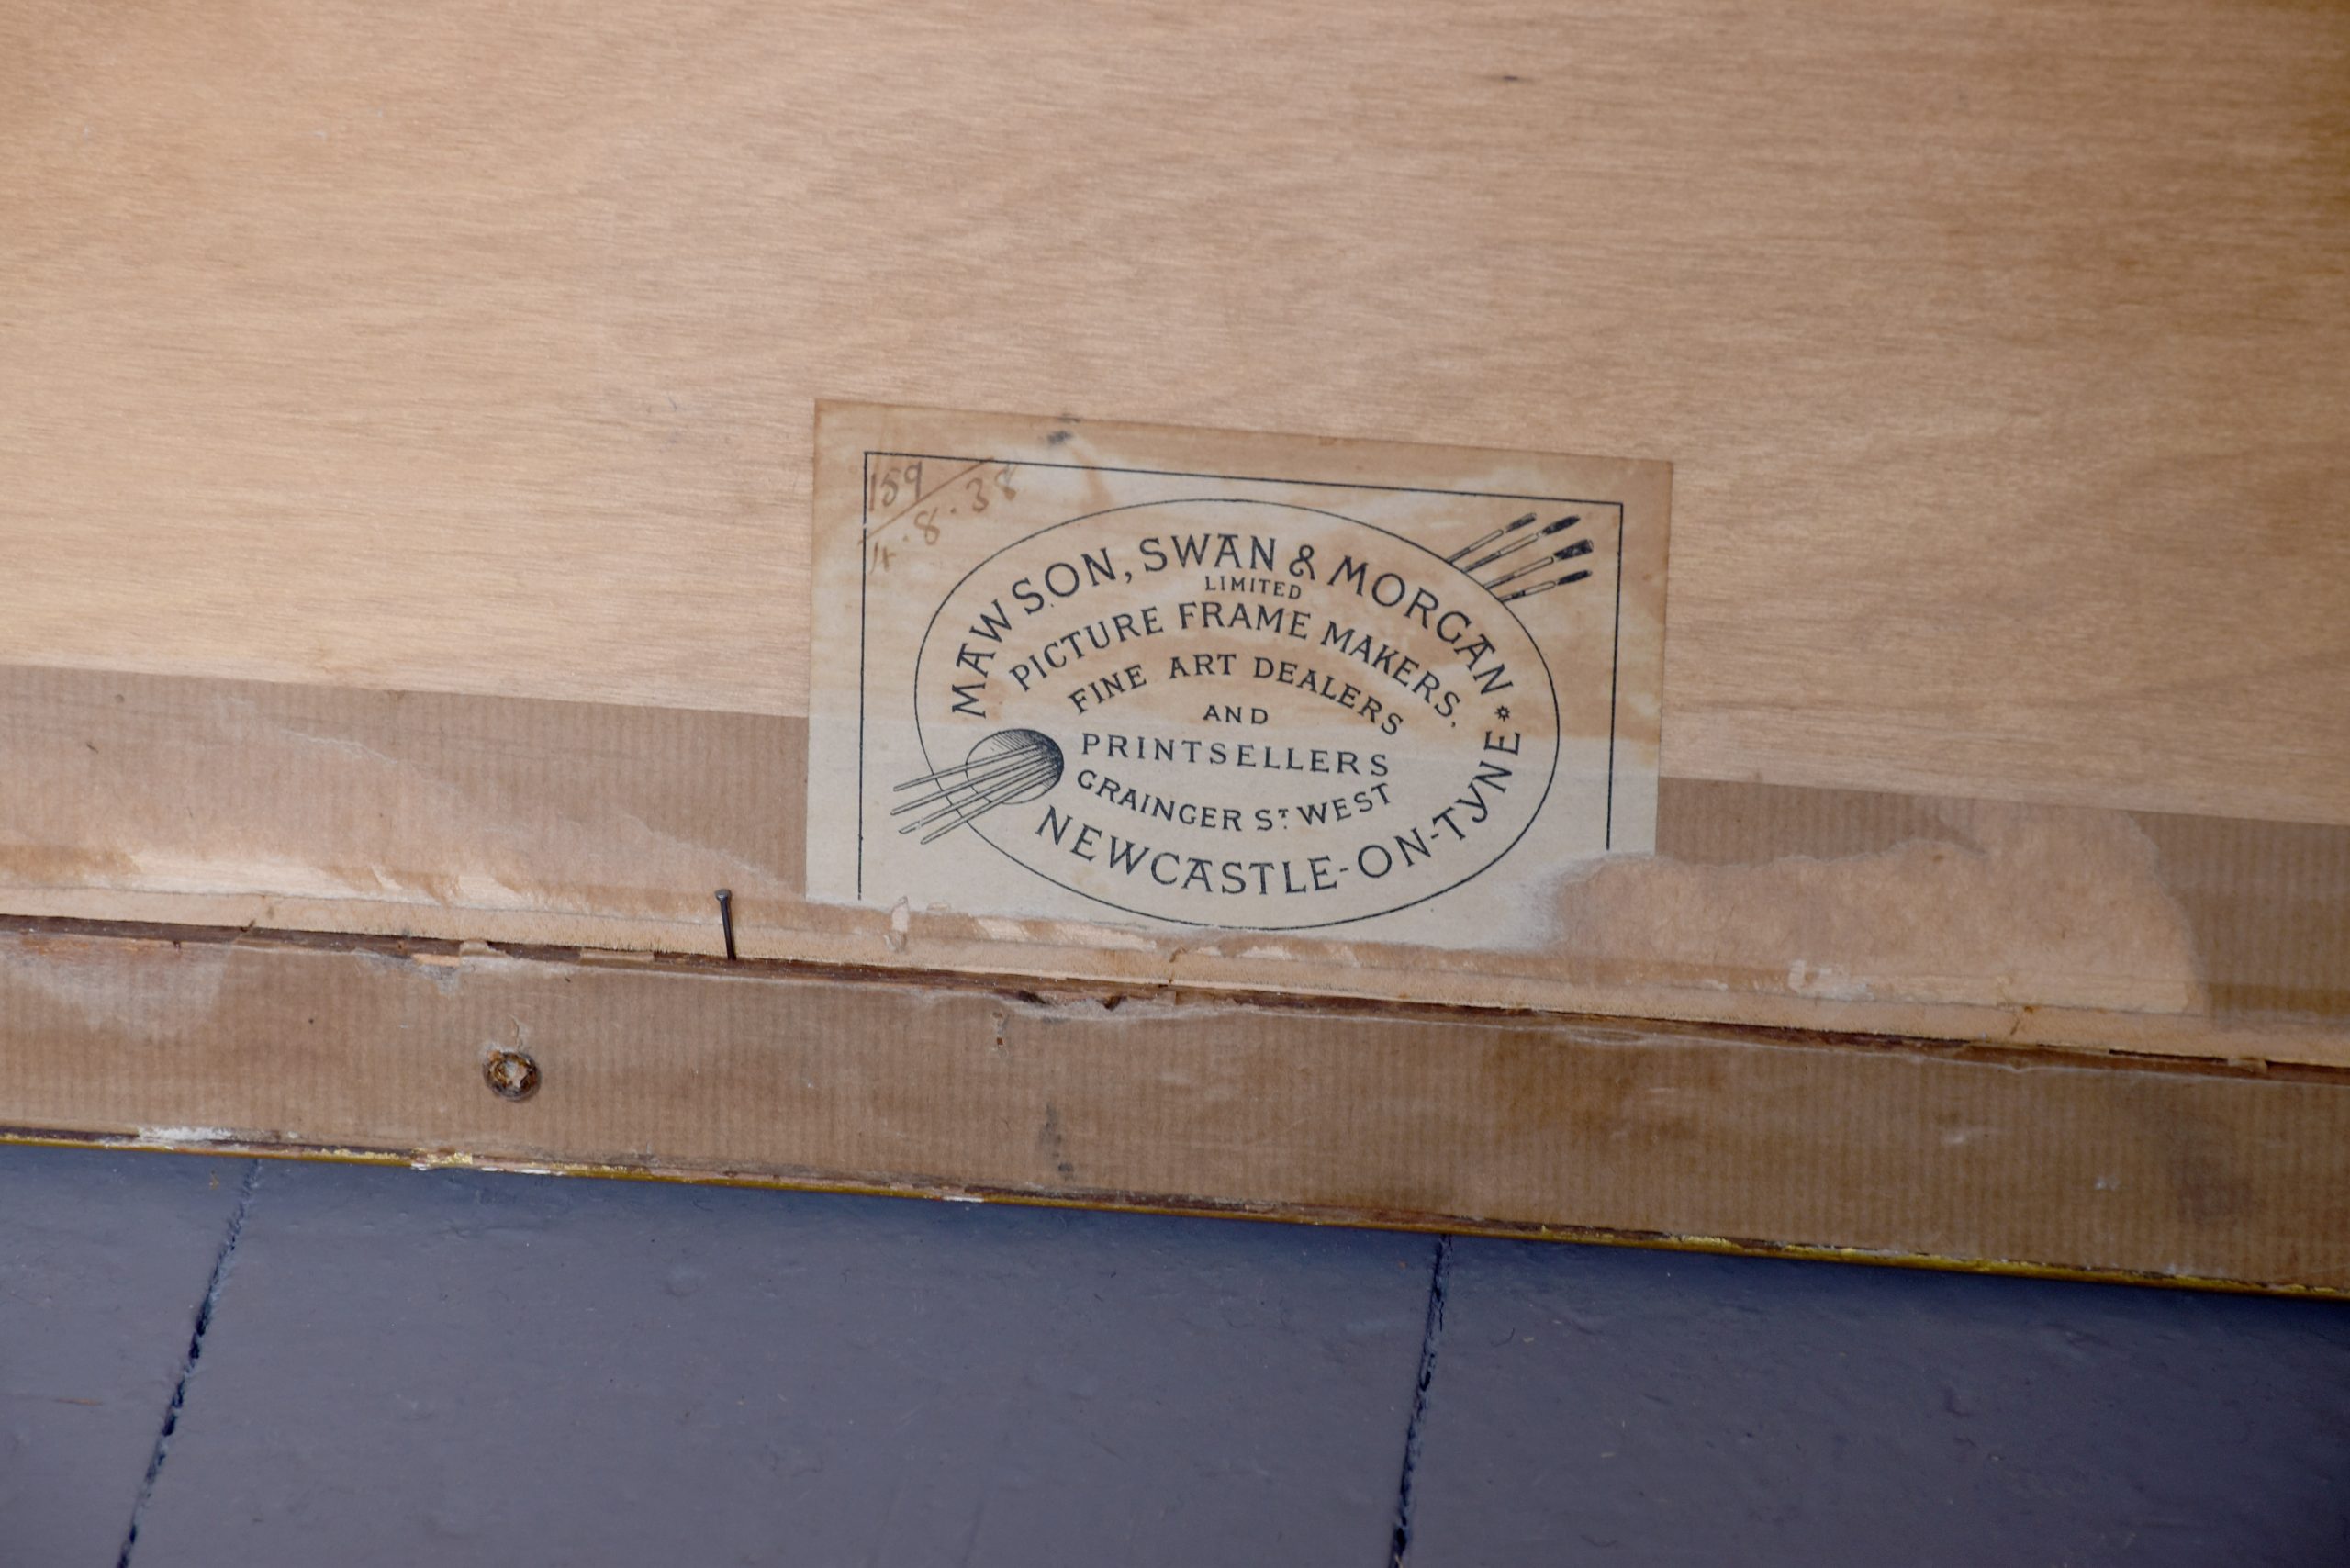 159
4.8.38
MAWSON, SWAN & MORGAN
LIMITED
PICTURE FRAME MAKERS.
FINE ART DEALERS
AND
PRINTSELLERS
GRAINGER ST WEST
NEWCASTLE-ON-TYNE